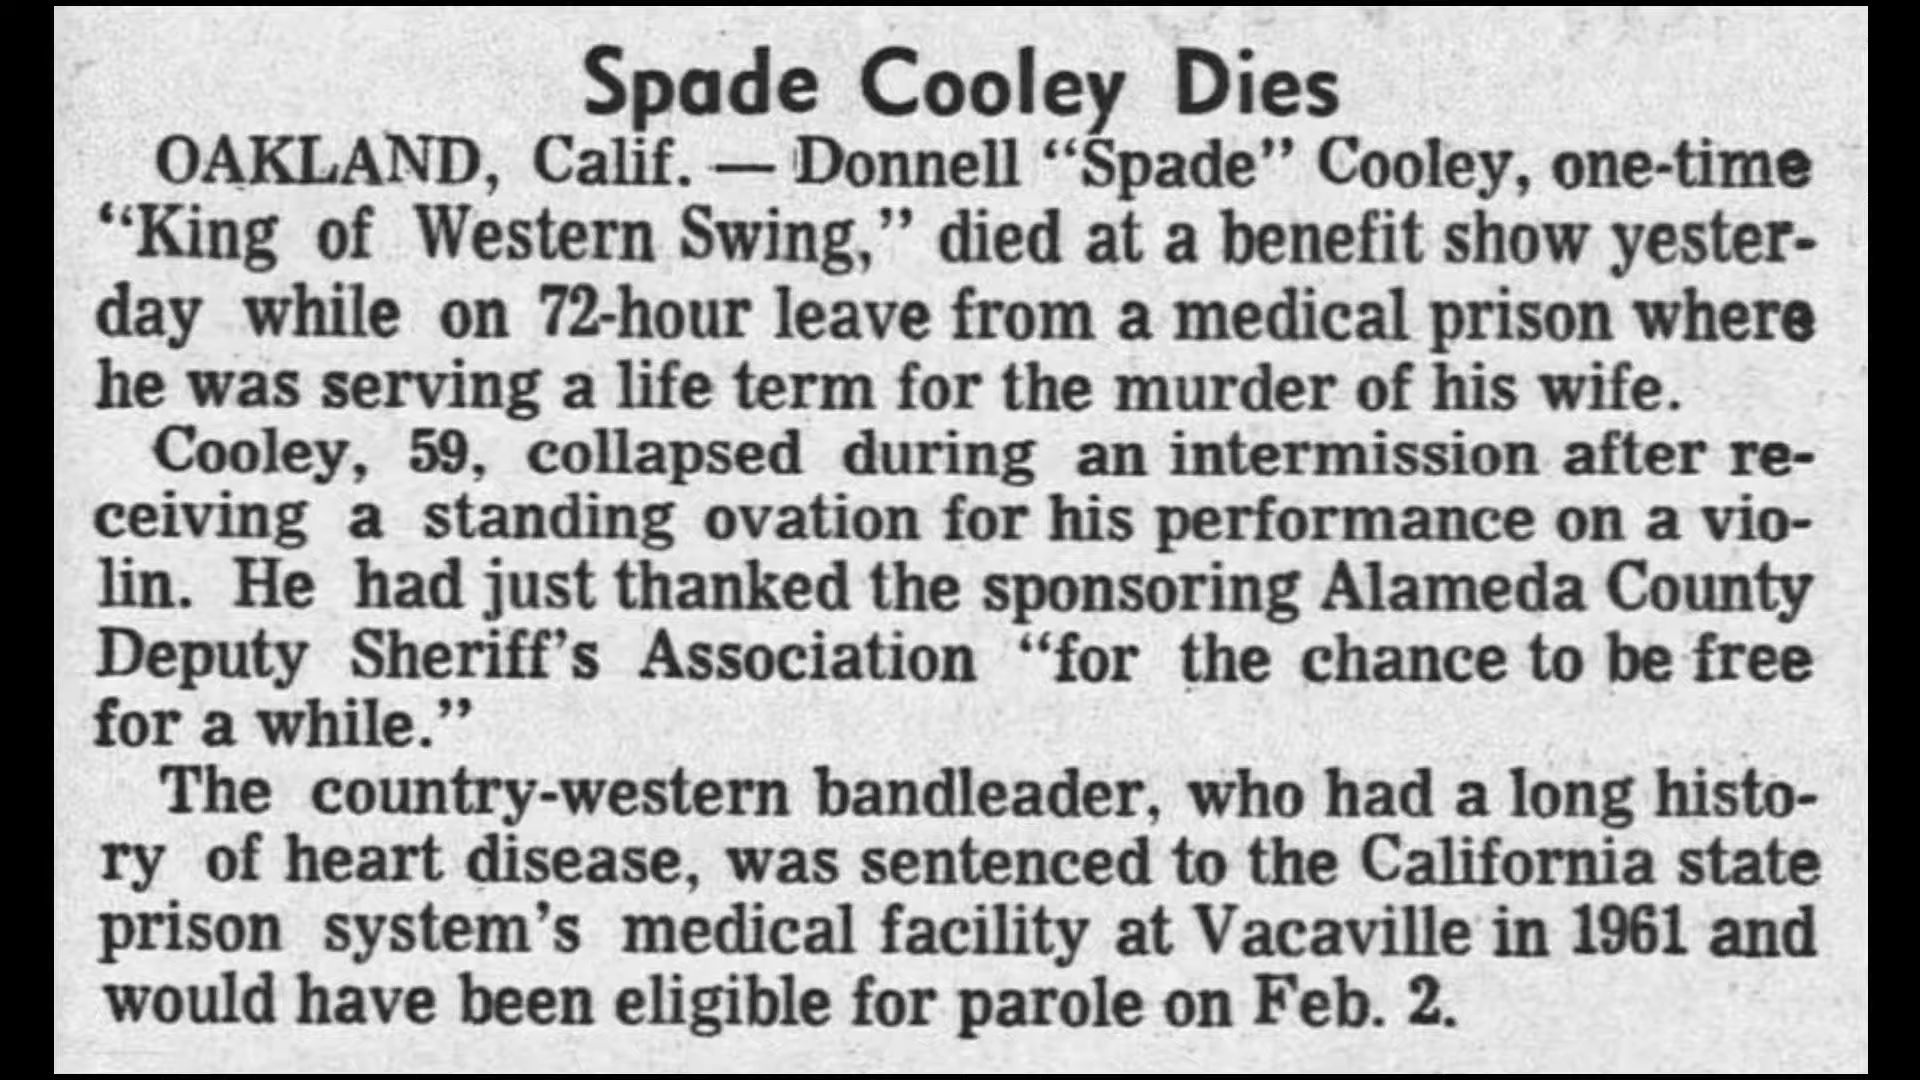 Spade Cooley Dies
OAKLAND, Calif. — Donnell “Spade” Cooley, one-time
“King of Western Swing,” died at a benefit show yester-
day while on 72-hour leave from a medical prison where
he was serving a life term for the murder of his wife.
Cooley, 59, collapsed during an intermission after re-
ceiving a standing ovation for his performance on a vio-
lin. He had just thanked the sponsoring Alameda County
Deputy Sheriff’s Association “for the chance to be free
for a while.”
The country-western bandleader, who had a long histo-
ry of heart disease, was sentenced to the California state
prison system’s medical facility at Vacaville in 1961 and
would have been eligible for parole on Feb. 2.